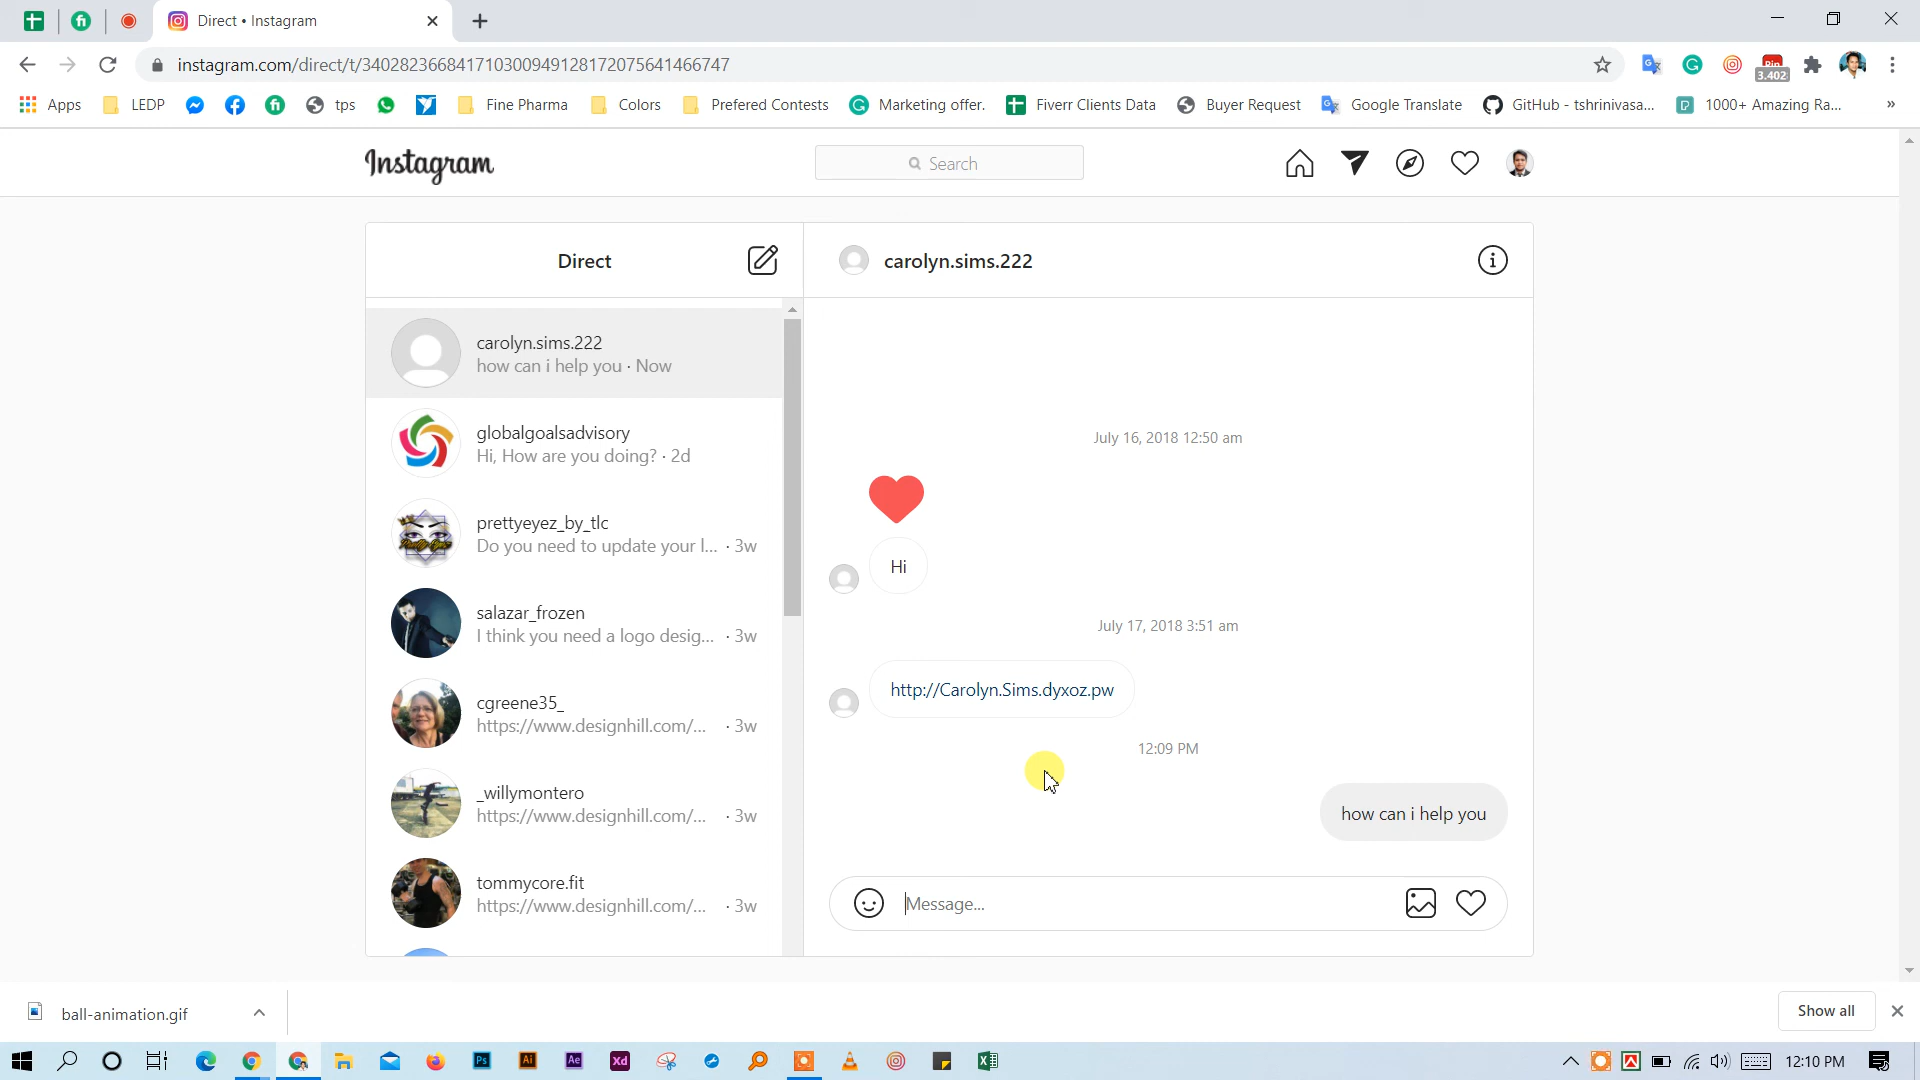 Direct • Instagram
instagram.com/direct/t/340282366841710300949128172075641466747
3.402
Apps
LEDP
tps
Fine Pharma
Colors
Prefered Contests
Marketing offer.
Fiverr Clients Data
Buyer Request
Google Translate
GitHub - tshrinivasa...
1000+ Amazing Ra...
»
Instagram
Search
Direct
carolyn.sims.222
carolyn.sims.222
how can i help you · Now
globalgoalsadvisory
Hi, How are you doing? · 2d
prettyeyez_by_tlc
Do you need to update your l... · 3w
salazar_frozen
I think you need a logo desig... · 3w
cgreene35_
https://www.designhill.com/... · 3w
_willymontero
https://www.designhill.com/... · 3w
tommycore.fit
https://www.designhill.com/... · 3w
July 16, 2018 12:50 am
Hi
July 17, 2018 3:51 am
http://Carolyn.Sims.dyxoz.pw
12:09 PM
how can i help you
Message...
ball-animation.gif
Show all
Ps
Ai
Ae
Xd
12:10 PM